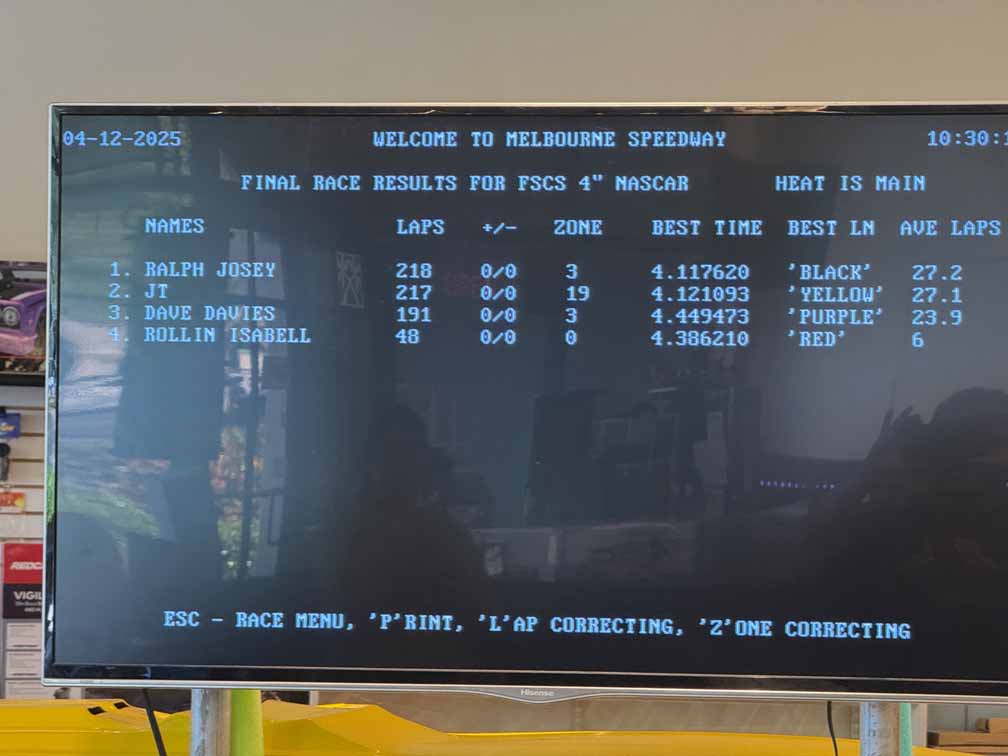 04-12-2025 WELCOME TO MELBOURNE SPEEDWAY 10:30:
FINAL RACE RESULTS FOR FSCS 4" NASCAR HEAT IS MAIN
NAMES LAPS +/- ZONE BEST TIME BEST LN AVE LAPS
1. RALPH JOSEY 218 0/0 3 4.117620 'BLACK' 27.2
2. JT 217 0/0 19 4.121093 'YELLOW' 27.1
3. DAVE DAVIES 191 0/0 3 4.449473 'PURPLE' 23.9
4. ROLLIN ISABELL 48 0/0 0 4.386210 'RED' 6
ESC - RACE MENU, 'P'RINT, 'L'AP CORRECTING, 'Z'ONE CORRECTING
REDC
VIGIL
Hisense